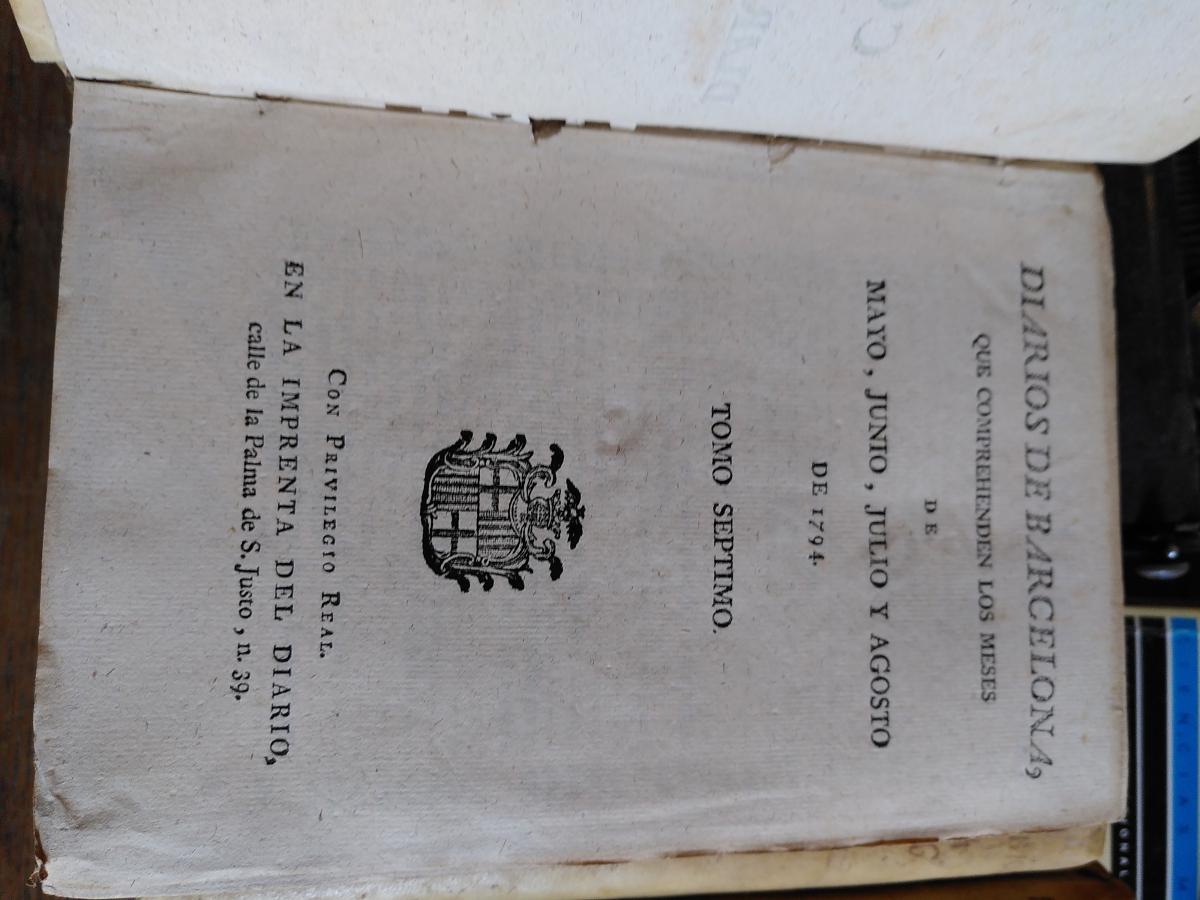 DIARIOS DE BARCELONA,
QUE COMPREHENDEN LOS MESES
DE
MAYO, JUNIO, JULIO Y AGOSTO
DE 1794.
TOMO SEPTIMO.
CON PRIVILEGIO REAL.
EN LA IMPRENTA DEL DIARIO,
calle de la Palma de S. Justo, n. 39.